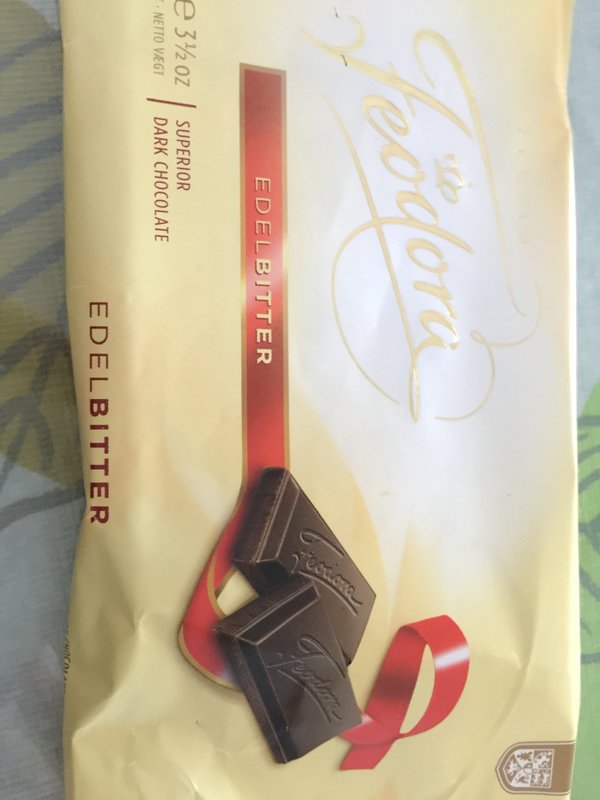 Feodora
EDELBITTER
SUPERIOR
DARK CHOCOLATE
e 3½ OZ
· NETTO VÆGT
EDELBITTER
Feodora
Feodora